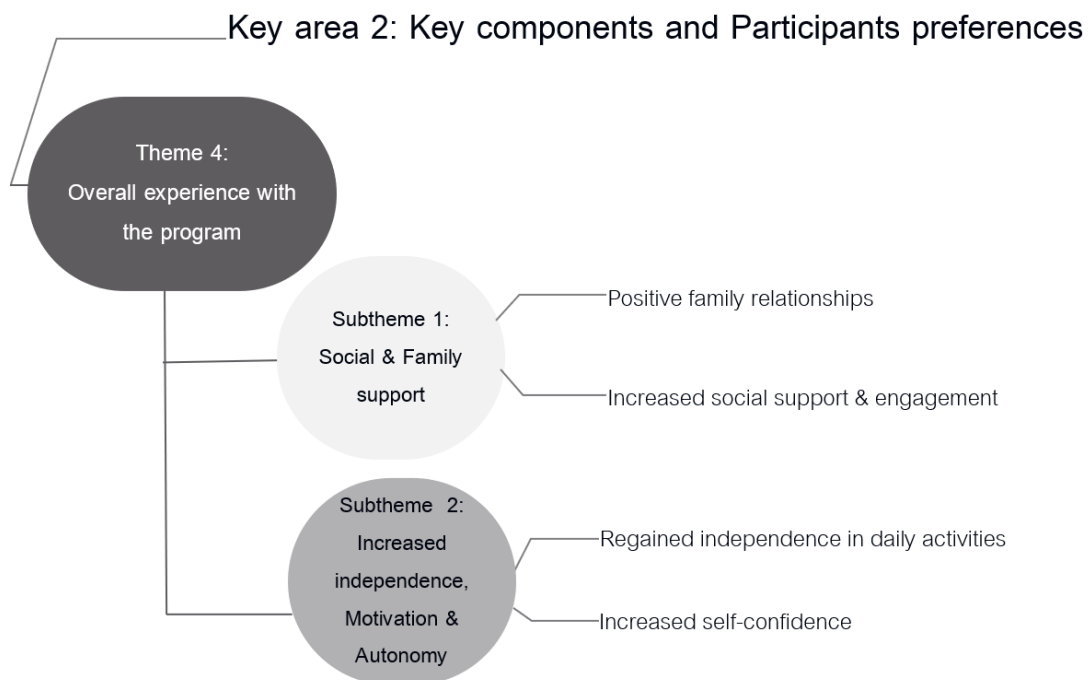 Key area 2: Key components and Participants preferences
Theme 4:
Overall experience with
the program
Subtheme 1:
Social & Family
support
Positive family relationships
Increased social support & engagement
Subtheme 2:
Increased
independence,
Motivation &
Autonomy
Regained independence in daily activities
Increased self-confidence